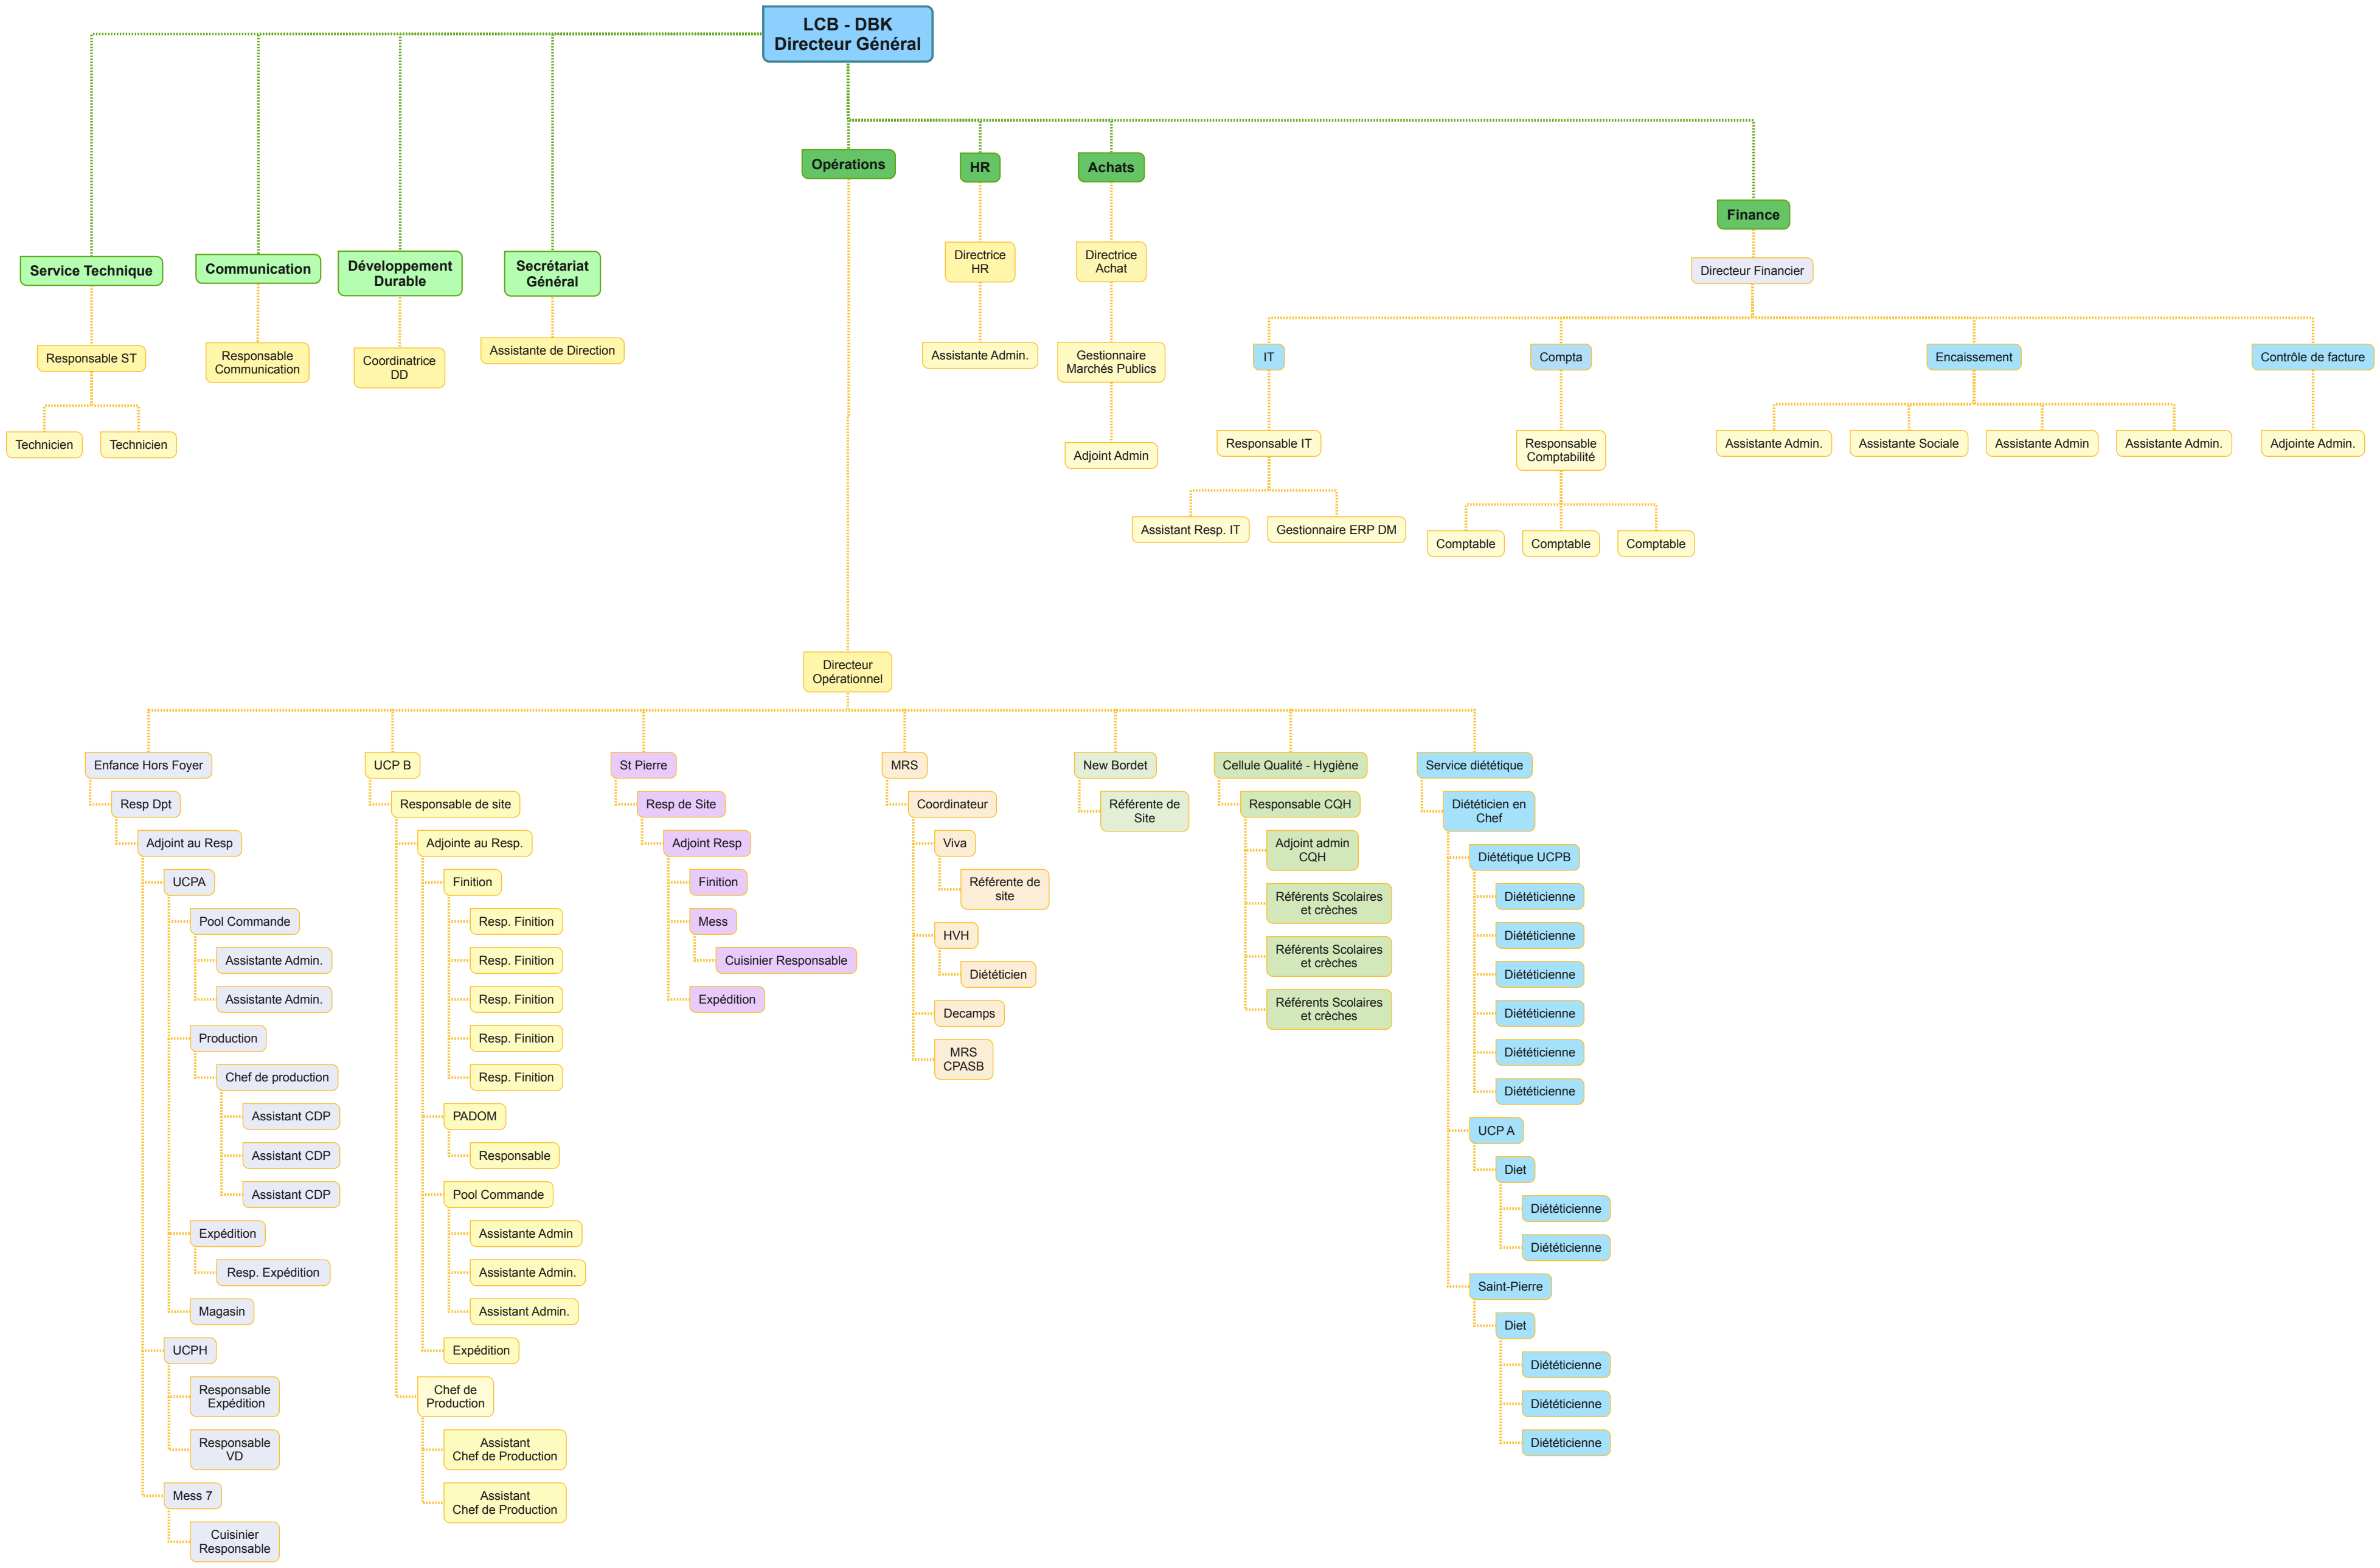 LCB - DBK
Directeur Général
Opérations
HR
Achats
Finance
Service Technique
Communication
Développement
Durable
Secrétariat
Général
Directrice
HR
Directrice
Achat
Directeur Financier
Responsable ST
Responsable
Communication
Coordinatrice
DD
Assistante de Direction
Assistante Admin.
Gestionnaire
Marchés Publics
IT
Compta
Encaissement
Contrôle de facture
Technicien
Technicien
Adjoint Admin
Responsable IT
Responsable
Comptabilité
Assistante Admin.
Assistante Sociale
Assistante Admin
Assistante Admin.
Adjointe Admin.
Assistant Resp. IT
Gestionnaire ERP DM
Comptable
Comptable
Comptable
Directeur
Opérationnel
Enfance Hors Foyer
Resp Dpt
Adjoint au Resp
UCPA
Pool Commande
Assistante Admin.
Assistante Admin.
Production
Chef de production
Assistant CDP
Assistant CDP
Assistant CDP
Expédition
Resp. Expédition
Magasin
UCPH
Responsable
Expédition
Responsable
VD
Mess 7
Cuisinier
Responsable
UCP B
Responsable de site
Adjointe au Resp.
Finition
Resp. Finition
Resp. Finition
Resp. Finition
Resp. Finition
Resp. Finition
PADOM
Responsable
Pool Commande
Assistante Admin
Assistante Admin.
Assistant Admin.
Expédition
Chef de
Production
Assistant
Chef de Production
Assistant
Chef de Production
St Pierre
Resp de Site
Adjoint Resp
Finition
Mess
Cuisinier Responsable
Expédition
MRS
Coordinateur
Viva
Référente de
site
HVH
Diététicien
Decamps
MRS
CPASB
New Bordet
Référente de
Site
Cellule Qualité - Hygiène
Responsable CQH
Adjoint admin
CQH
Référents Scolaires
et crèches
Référents Scolaires
et crèches
Référents Scolaires
et crèches
Service diététique
Diététicien en
Chef
Diététique UCPB
Diététicienne
Diététicienne
Diététicienne
Diététicienne
Diététicienne
Diététicienne
UCP A
Diet
Diététicienne
Diététicienne
Saint-Pierre
Diet
Diététicienne
Diététicienne
Diététicienne